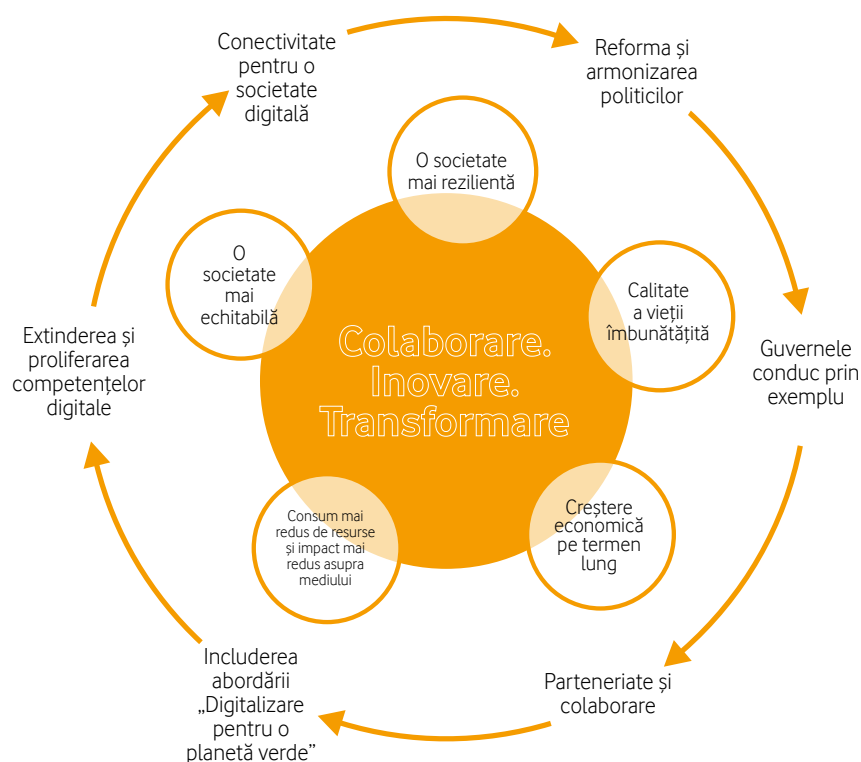 Conectivitate
pentru o
societate
digitală
Reforma și
armonizarea
politicilor
O societate
mai rezilientă
O
societate
mai
echitabilă
Calitate
a vieții
îmbunătățită
Extinderea și
proliferarea
competențelor
digitale
Colaborare.
Inovare.
Transformare
Guvernele
conduc prin
exemplu
Consum mai
redus de resurse
și impact mai
redus asupra
mediului
Creștere
economică
pe termen
lung
Includerea
abordării
„Digitalizare
pentru o
planetă verde”
Parteneriate și
colaborare